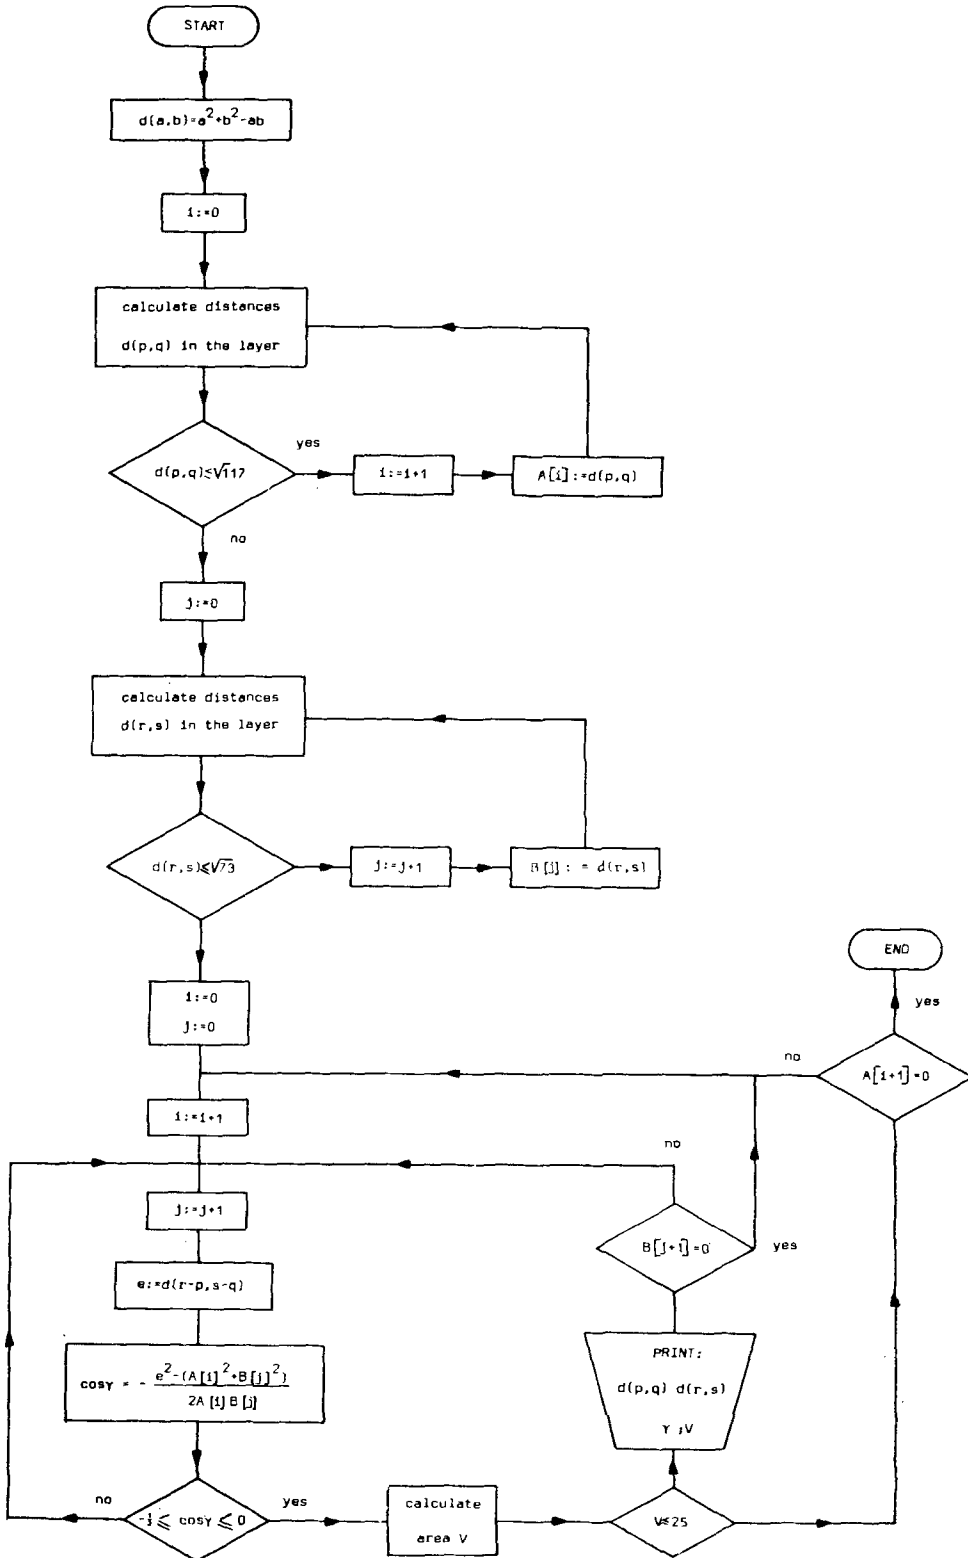 START
d(a,b)=a²+b²-ab
i:=0
calculate distances
d(p,q) in the layer
yes
d(p,q)≤√117
i:=i+1
A[i]:=d(p,q)
no
j:=0
calculate distances
d(r,s) in the layer
d(r,s)≤√73
j:=j+1
B[j]:=d(r,s)
END
yes
i:=0
j:=0
no
A[i+1]=0
i:=i+1
no
j:=j+1
B[j+1]=0
yes
e:=d(r-p,s-q)
PRINT:
cosγ = - e²-(A[i]²+B[j]²)
2A[i]B[j]
d(p,q) d(r,s)
γ ;V
no
-½ ≤ cosγ ≤ 0
yes
calculate
area V
V≤25